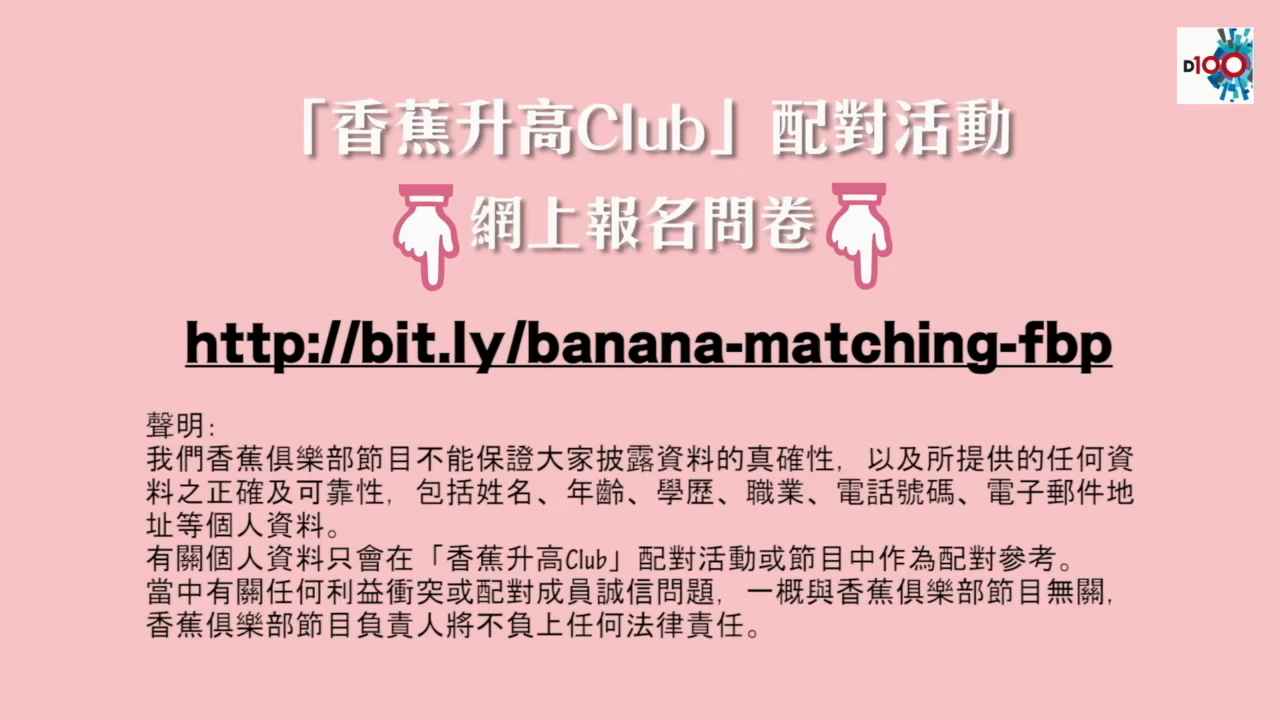 D100
「香蕉升高Club」配對活動
網上報名問卷
http://bit.ly/banana-matching-fbp
聲明：
我們香蕉俱樂部節目不能保證大家披露資料的真確性，以及所提供的任何資
料之正確及可靠性，包括姓名、年齡、學歷、職業、電話號碼、電子郵件地
址等個人資料。
有關個人資料只會在「香蕉升高Club」配對活動或節目中作為配對參考。
當中有關任何利益衝突或配對成員誠信問題，一概與香蕉俱樂部節目無關，
香蕉俱樂部節目負責人將不負上任何法律責任。